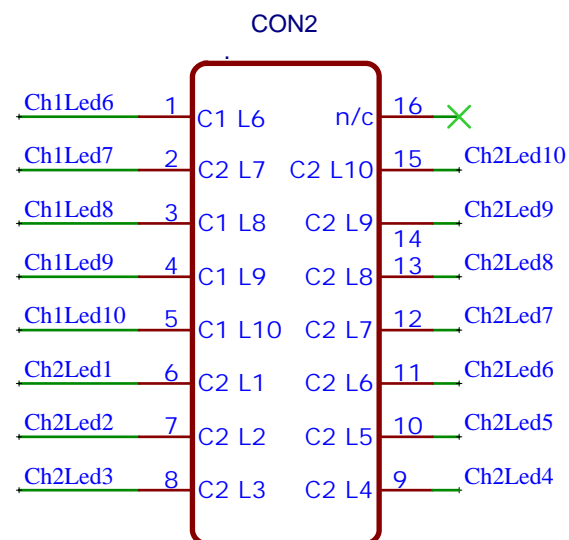 CON2
Ch1Led6 1 C1 L6 n/c 16
Ch1Led7 2 C2 L7 C2 L10 15 Ch2Led10
Ch1Led8 3 C1 L8 C2 L9 14 Ch2Led9
Ch1Led9 4 C1 L9 C2 L8 13 Ch2Led8
Ch1Led10 5 C1 L10 C2 L7 12 Ch2Led7
Ch2Led1 6 C2 L1 C2 L6 11 Ch2Led6
Ch2Led2 7 C2 L2 C2 L5 10 Ch2Led5
Ch2Led3 8 C2 L3 C2 L4 9 Ch2Led4